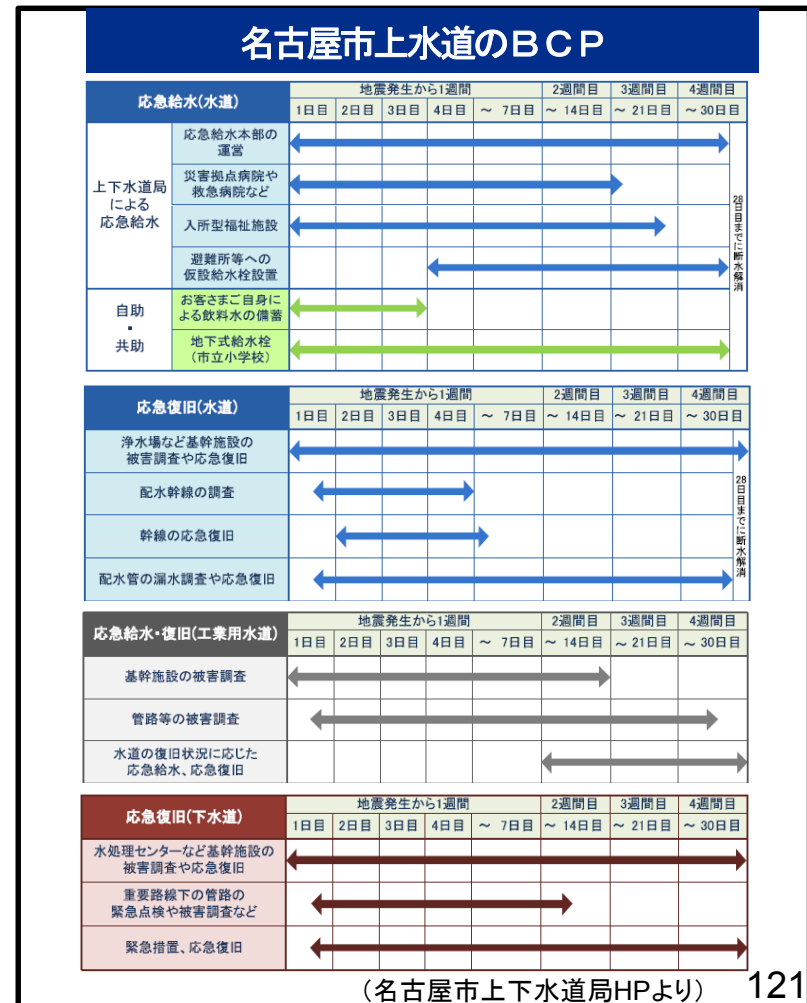 名古屋市上水道のＢＣＰ
応急給水(水道)
地震発生から1週間
2週間目
3週間目
4週間目
1日目
2日目
3日目
4日目
～ 7日目
～ 14日目
～ 21日目
～ 30日目
上下水道局
による
応急給水
応急給水本部の
運営
災害拠点病院や
救急病院など
入所型福祉施設
避難所等への
仮設給水栓設置
自助
・
共助
お客さまご自身に
よる飲料水の備蓄
地下式給水栓
（市立小学校）
28日目までに断水解消
応急復旧(水道)
地震発生から1週間
2週間目
3週間目
4週間目
1日目
2日目
3日目
4日目
～ 7日目
～ 14日目
～ 21日目
～ 30日目
浄水場など基幹施設の
被害調査や応急復旧
配水幹線の調査
幹線の応急復旧
配水管の漏水調査や応急復旧
28日目までに断水解消
応急給水・復旧(工業用水道)
地震発生から1週間
2週間目
3週間目
4週間目
1日目
2日目
3日目
4日目
～ 7日目
～ 14日目
～ 21日目
～ 30日目
基幹施設の被害調査
管路等の被害調査
水道の復旧状況に応じた
応急給水、応急復旧
応急復旧(下水道)
地震発生から1週間
2週間目
3週間目
4週間目
1日目
2日目
3日目
4日目
～ 7日目
～ 14日目
～ 21日目
～ 30日目
水処理センターなど基幹施設の
被害調査や応急復旧
重要路線下の管路の
緊急点検や被害調査など
緊急措置、応急復旧
（名古屋市上下水道局HPより）
121